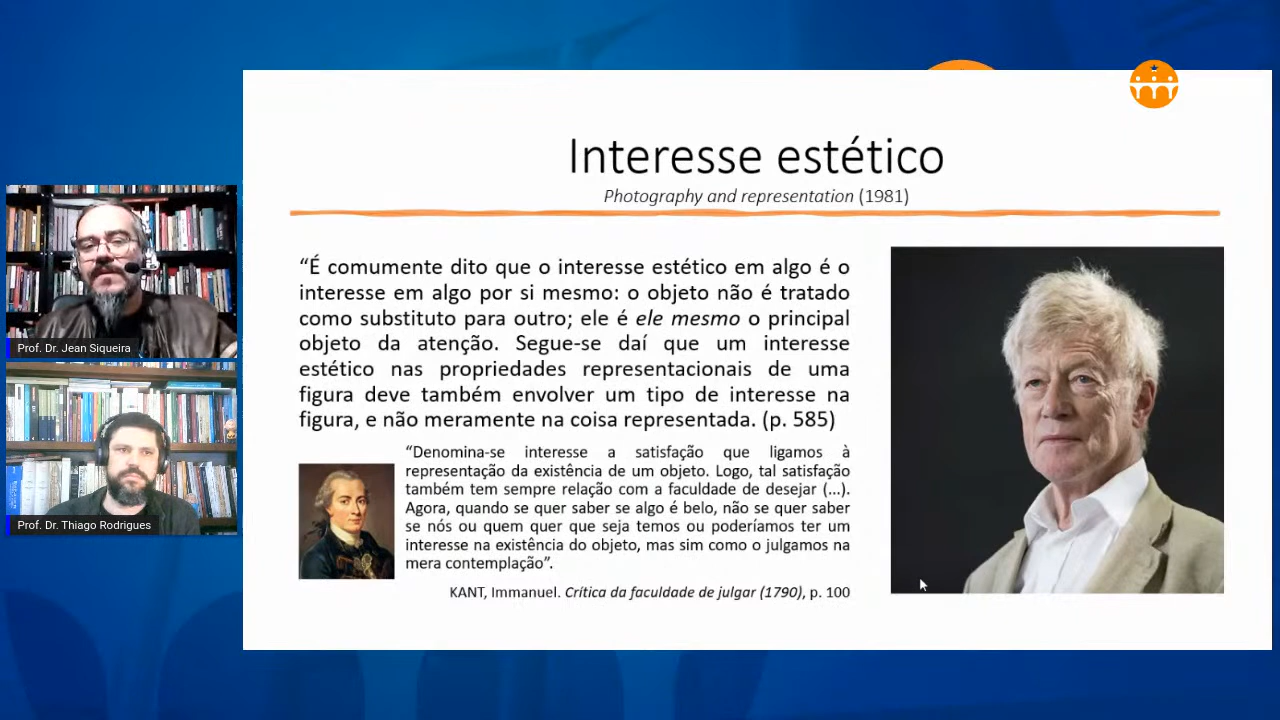 Interesse estético
Photography and representation (1981)
“É comumente dito que o interesse estético em algo é o
interesse em algo por si mesmo: o objeto não é tratado
como substituto para outro; ele é ele mesmo o principal
objeto da atenção. Segue-se daí que um interesse
estético nas propriedades representacionais de uma
figura deve também envolver um tipo de interesse na
figura, e não meramente na coisa representada. (p. 585)
“Denomina-se interesse a satisfação que ligamos à
representação da existência de um objeto. Logo, tal satisfação
também tem sempre relação com a faculdade de desejar (...).
Agora, quando se quer saber se algo é belo, não se quer saber
se nós ou quem quer que seja temos ou poderíamos ter um
interesse na existência do objeto, mas sim como o julgamos na
mera contemplação”.
KANT, Immanuel. Crítica da faculdade de julgar (1790), p. 100
Prof. Dr. Jean Siqueira
Prof. Dr. Thiago Rodrigues